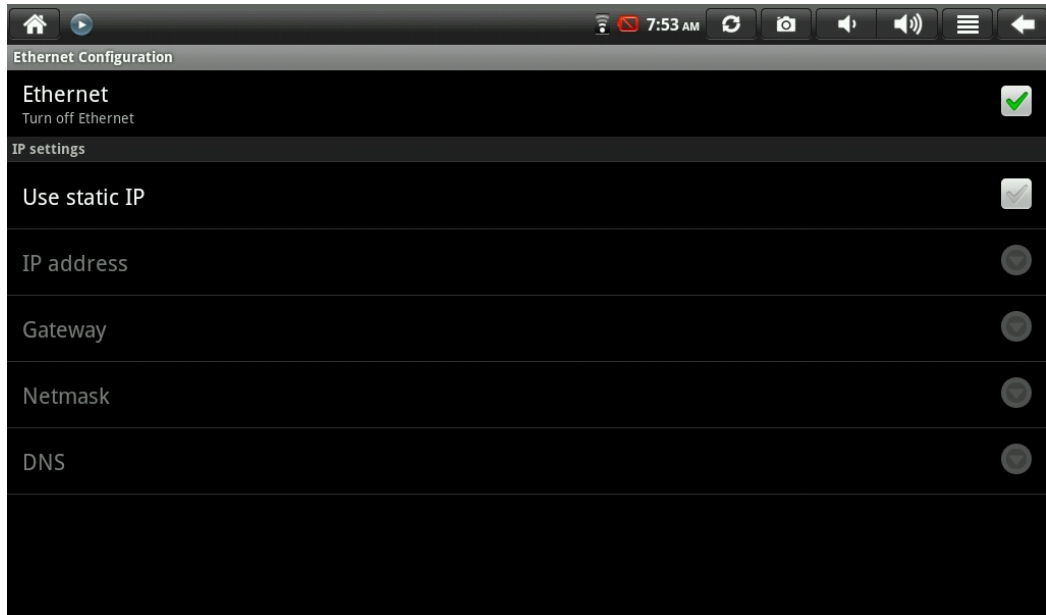 7:53 AM
Ethernet Configuration
Ethernet
Turn off Ethernet
IP settings
Use static IP
IP address
Gateway
Netmask
DNS